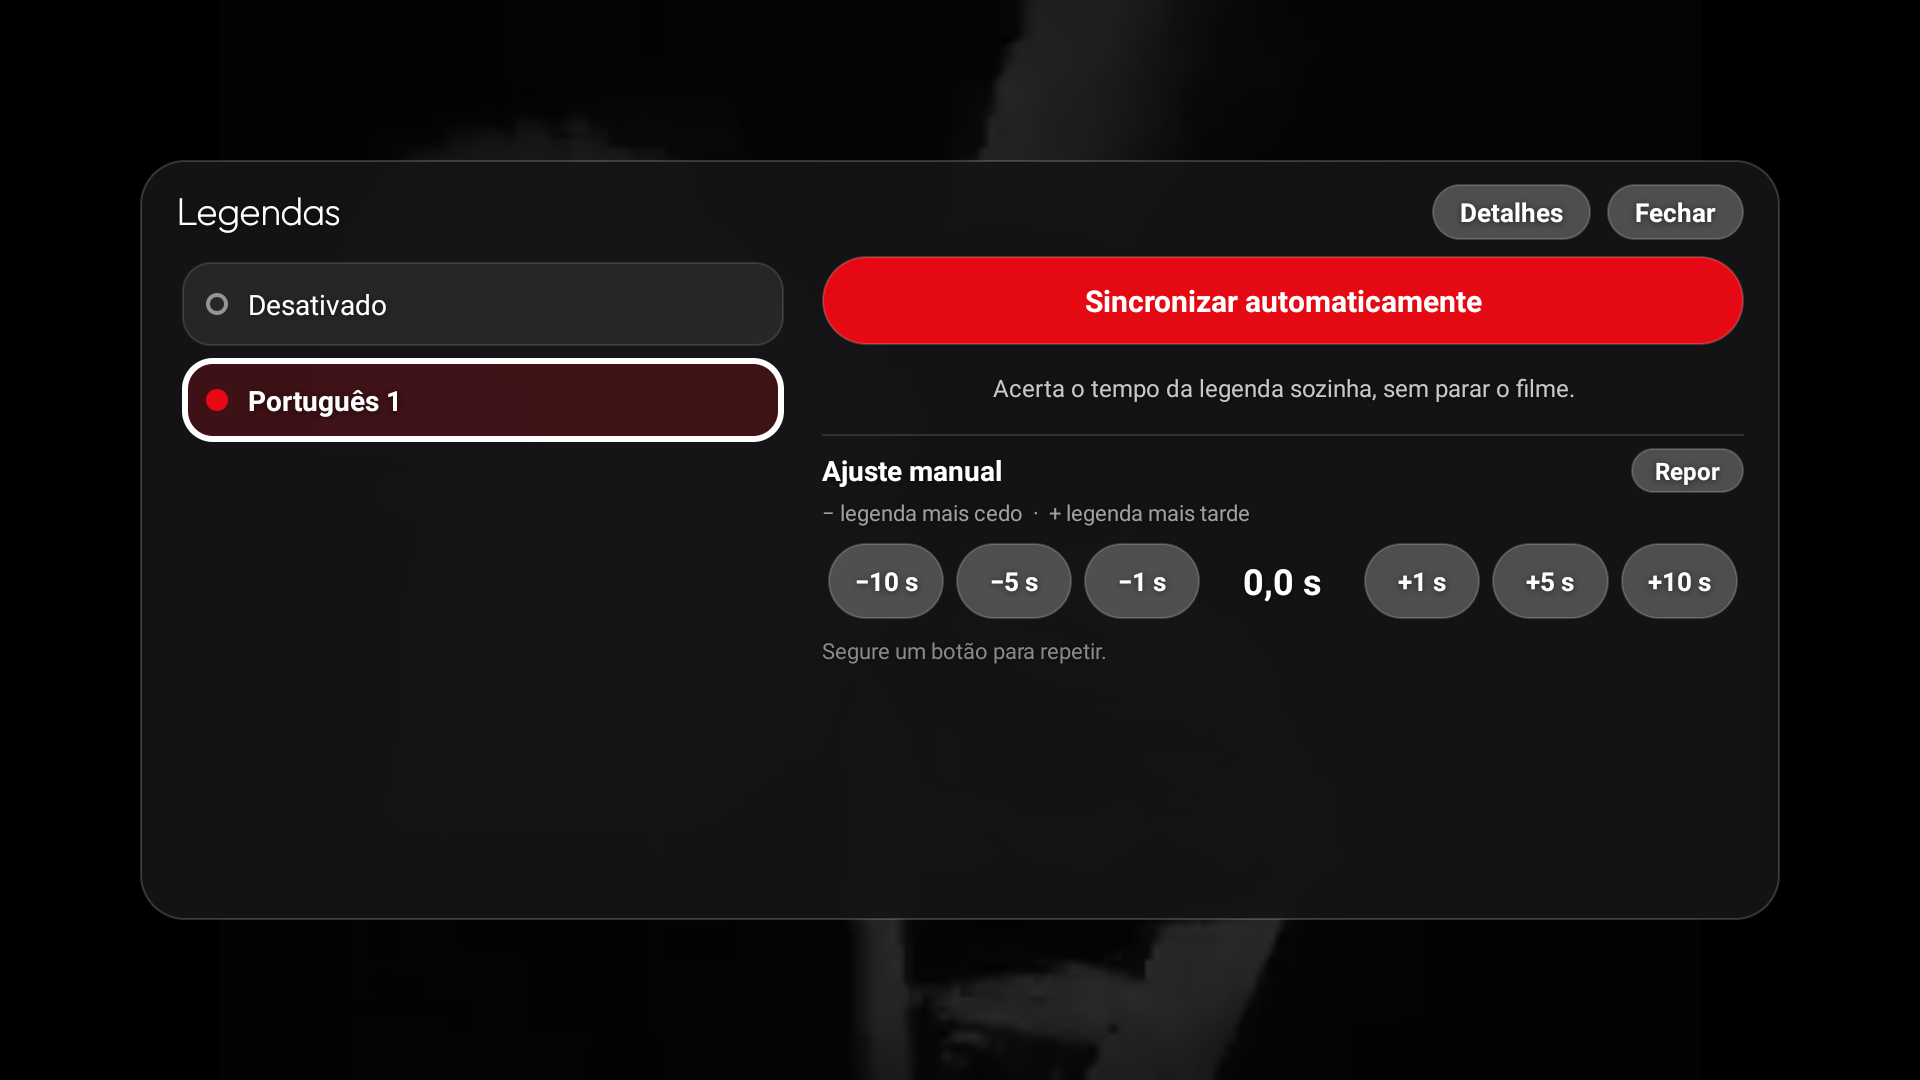 Legendas
Detalhes
Fechar
Desativado
Português 1
Sincronizar automaticamente
Acerta o tempo da legenda sozinha, sem parar o filme.
Ajuste manual
Repor
− legenda mais cedo · + legenda mais tarde
−10 s
−5 s
−1 s
0,0 s
+1 s
+5 s
+10 s
Segure um botão para repetir.